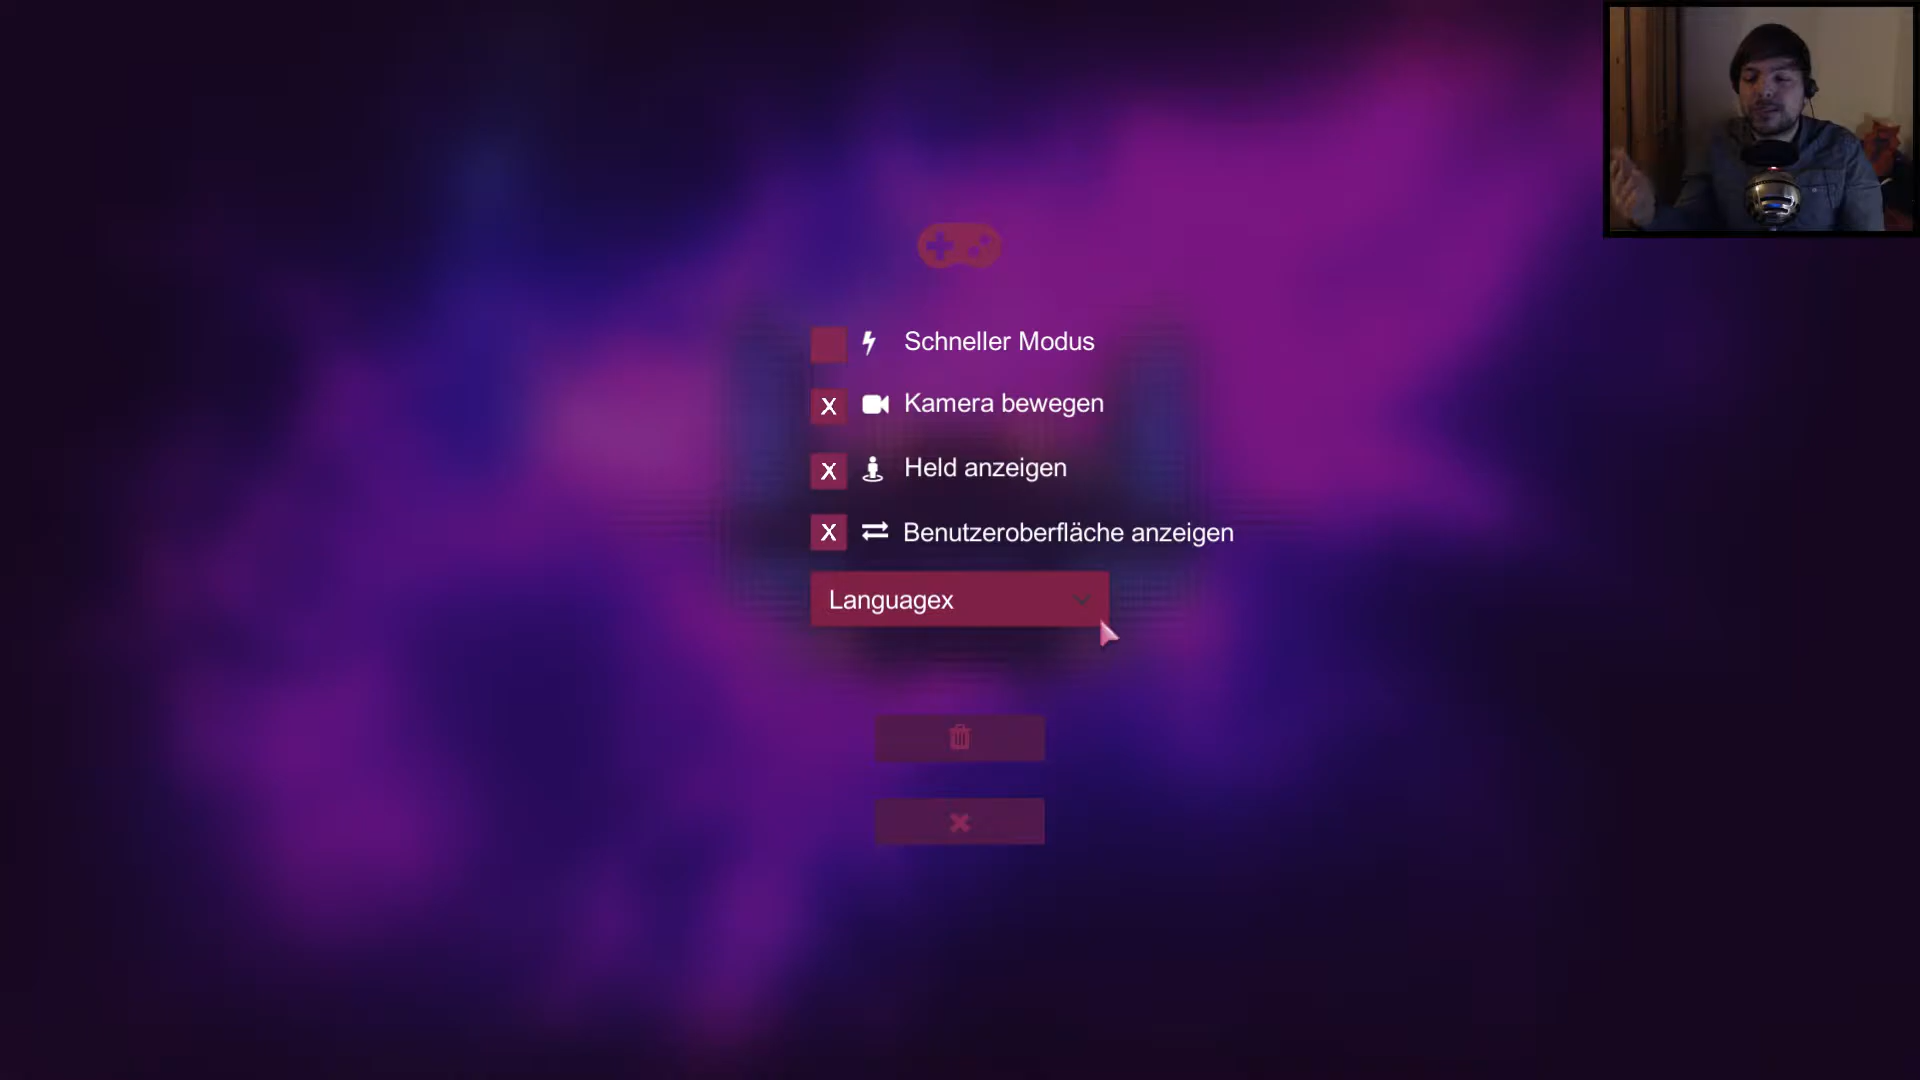 Schneller Modus
X Kamera bewegen
X Held anzeigen
X Benutzeroberfläche anzeigen
Languagex